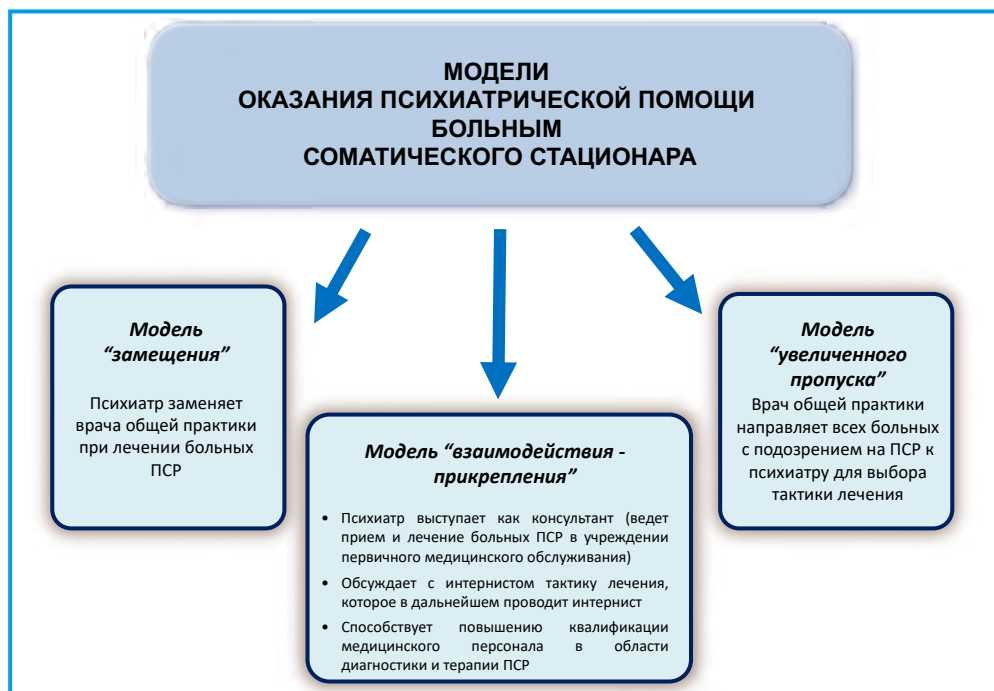 МОДЕЛИ
ОКАЗАНИЯ ПСИХИАТРИЧЕСКОЙ ПОМОЩИ
БОЛЬНЫМ
СОМАТИЧЕСКОГО СТАЦИОНАРА
Модель
“замещения”
Психиатр заменяет
врача общей практики
при лечении больных
ПСР
Модель “взаимодействия -
прикрепления”
• Психиатр выступает как консультант (ведет
прием и лечение больных ПСР в учреждении
первичного медицинского обслуживания)
• Обсуждает с интернистом тактику лечения,
которое в дальнейшем проводит интернист
• Способствует повышению квалификации
медицинского персонала в области
диагностики и терапии ПСР
Модель
“увеличенного
пропуска”
Врач общей практики
направляет всех больных
с подозрением на ПСР к
психиатру для выбора
тактики лечения